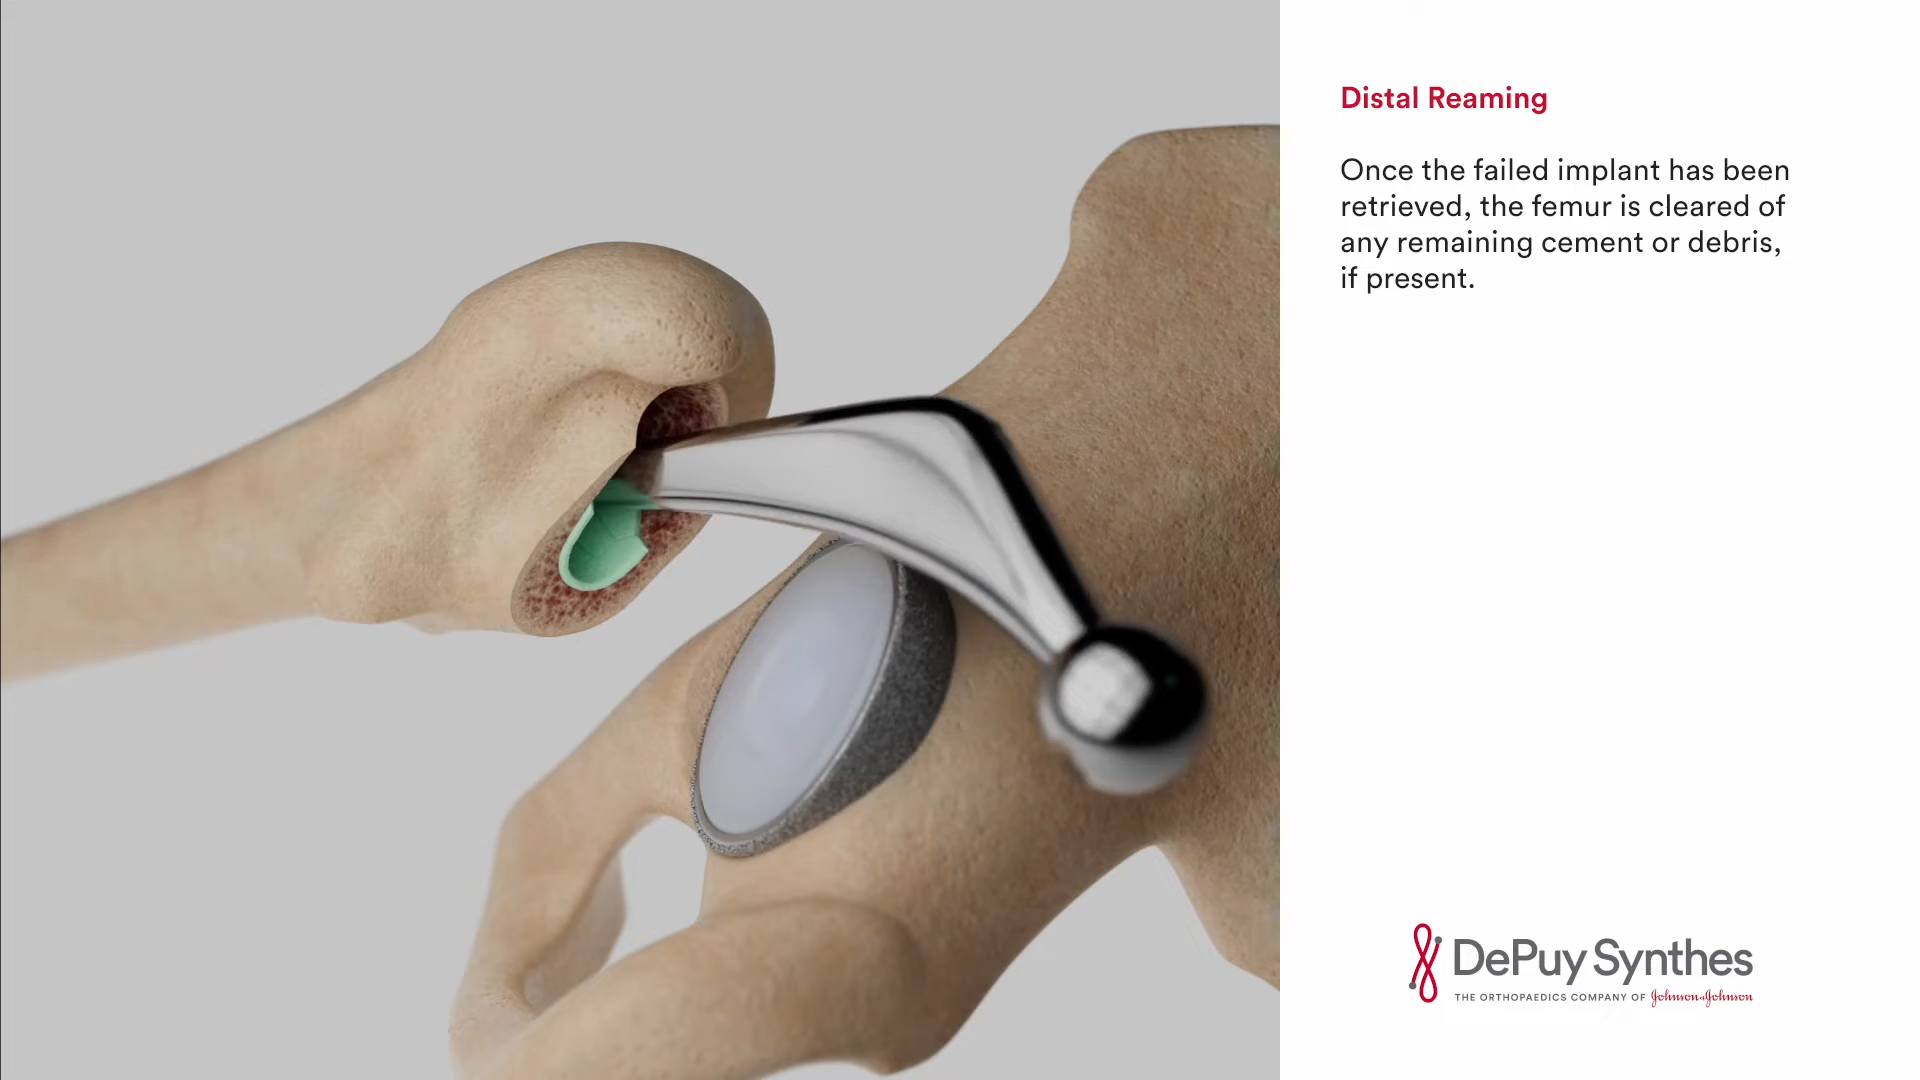 Distal Reaming
Once the failed implant has been
retrieved, the femur is cleared of
any remaining cement or debris,
if present.
DePuy Synthes
THE ORTHOPAEDICS COMPANY OF Johnson&Johnson